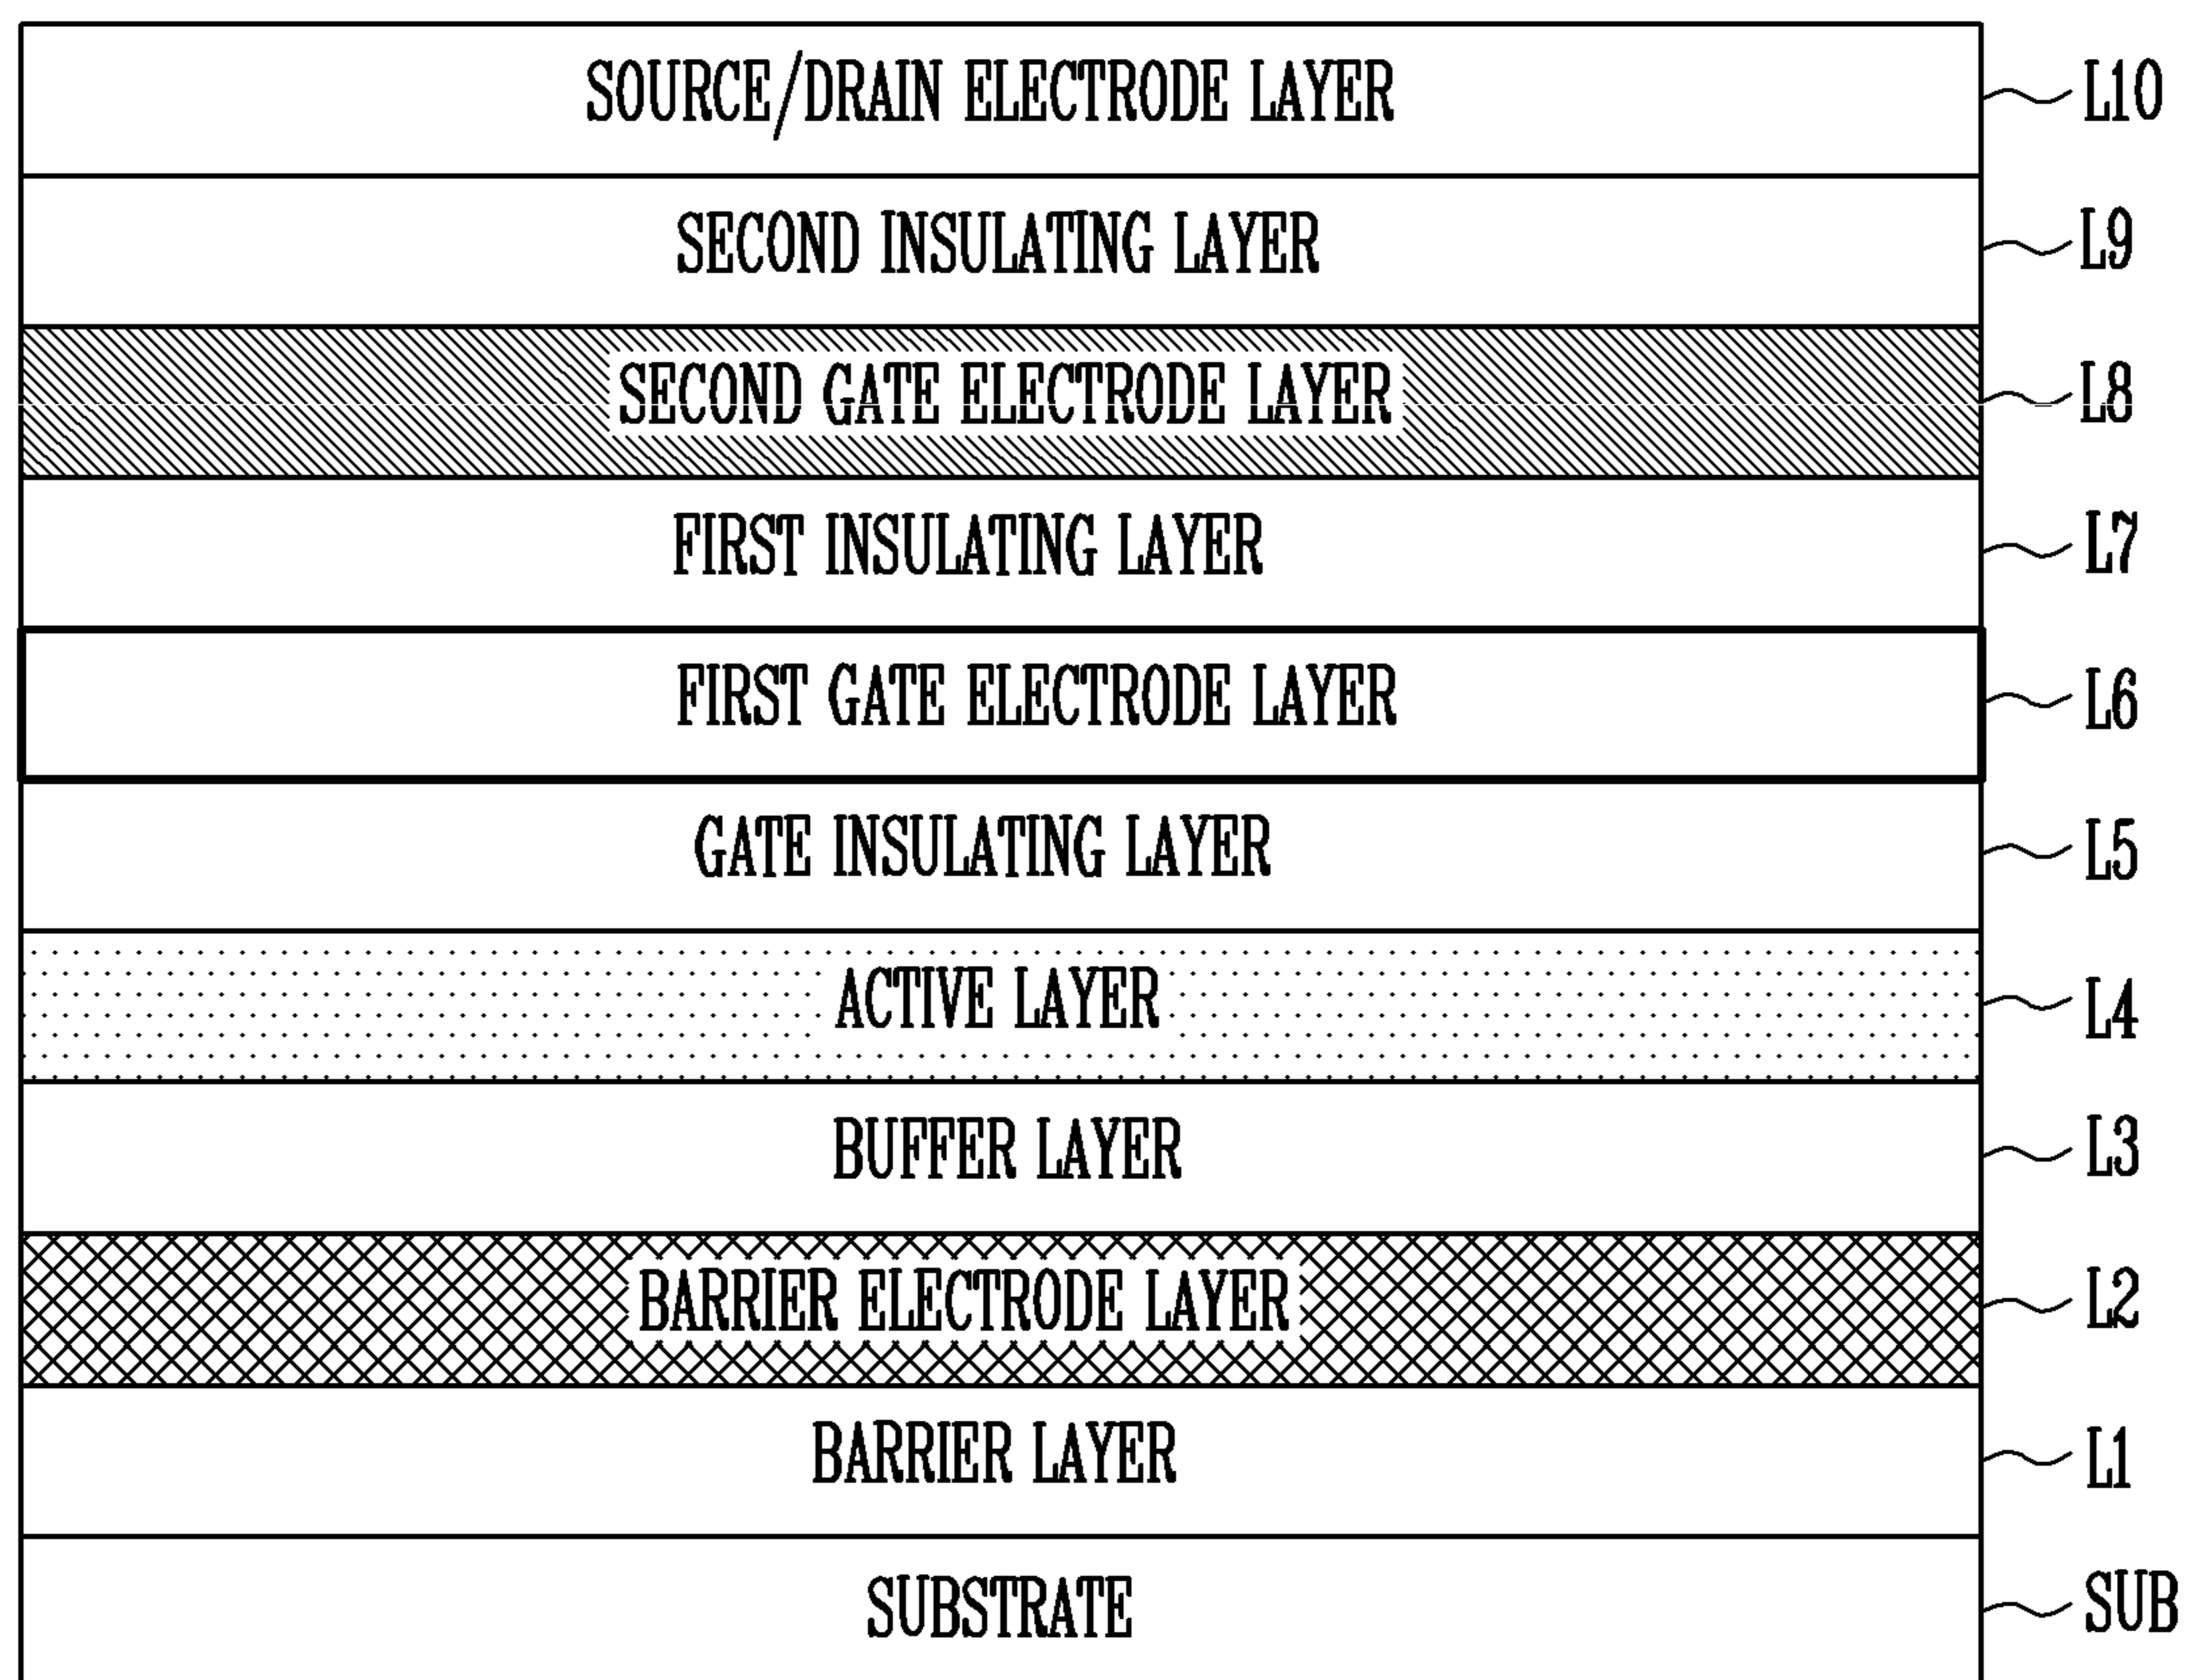 SOURCE/DRAIN ELECTRODE LAYER L10
SECOND INSULATING LAYER L9
SECOND GATE ELECTRODE LAYER L8
FIRST INSULATING LAYER L7
FIRST GATE ELECTRODE LAYER L6
GATE INSULATING LAYER L5
ACTIVE LAYER L4
BUFFER LAYER L3
BARRIER ELECTRODE LAYER L2
BARRIER LAYER L1
SUBSTRATE SUB